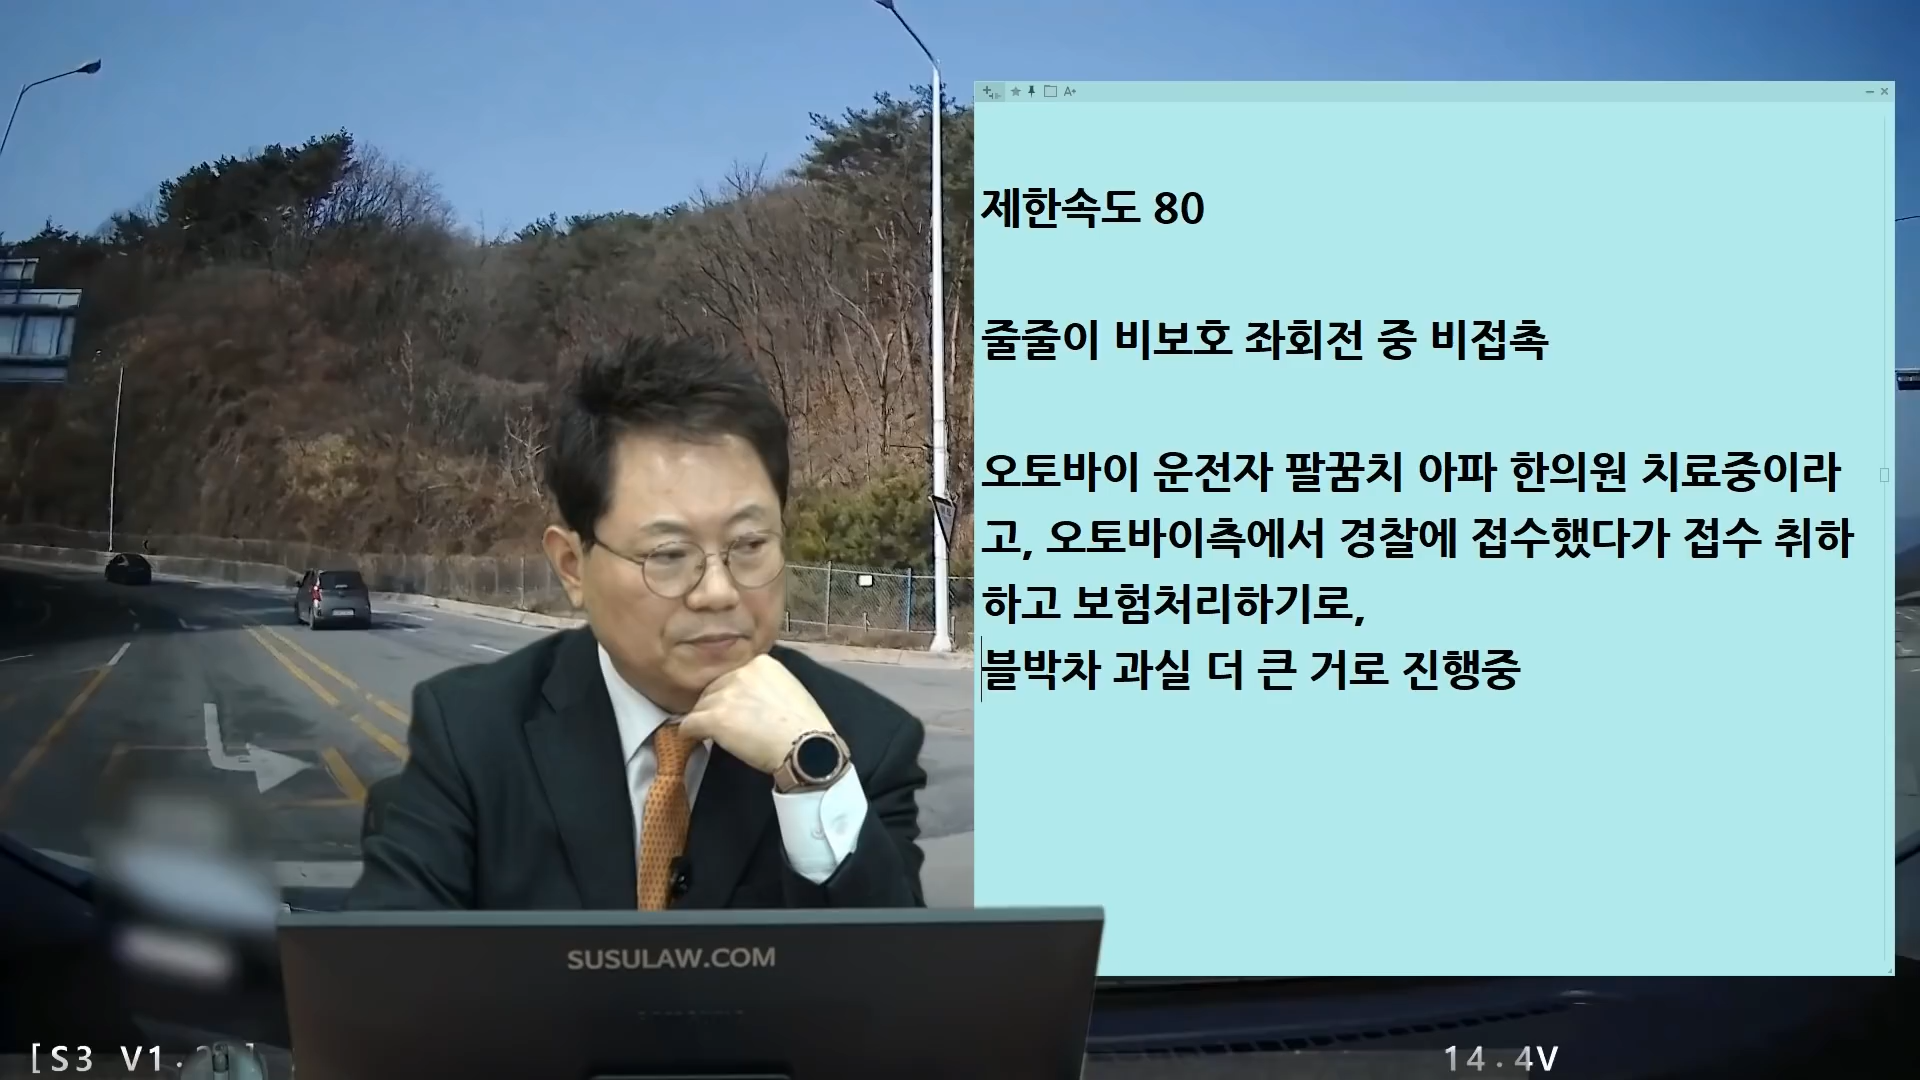 제한속도 80
줄줄이 비보호 좌회전 중 비접촉
오토바이 운전자 팔꿈치 아파 한의원 치료중이라
고, 오토바이측에서 경찰에 접수했다가 접수 취하
하고 보험처리하기로,
블박차 과실 더 큰 거로 진행중
SUSULAW.COM
[S3 V1.
14.4V